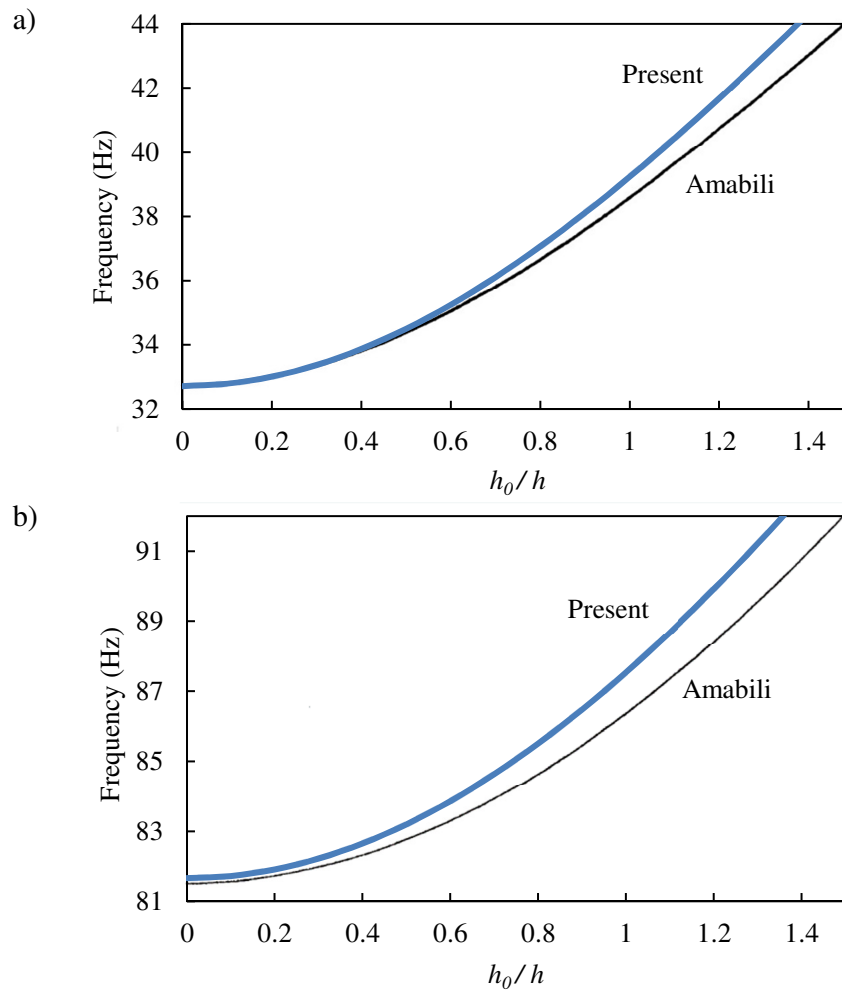 a)
44
42
40
38
36
34
32
Frequency (Hz)
Present
Amabili
0 0.2 0.4 0.6 0.8 1 1.2 1.4
h₀ / h
b)
91
89
87
85
83
81
Frequency (Hz)
Present
Amabili
0 0.2 0.4 0.6 0.8 1 1.2 1.4
h₀ / h